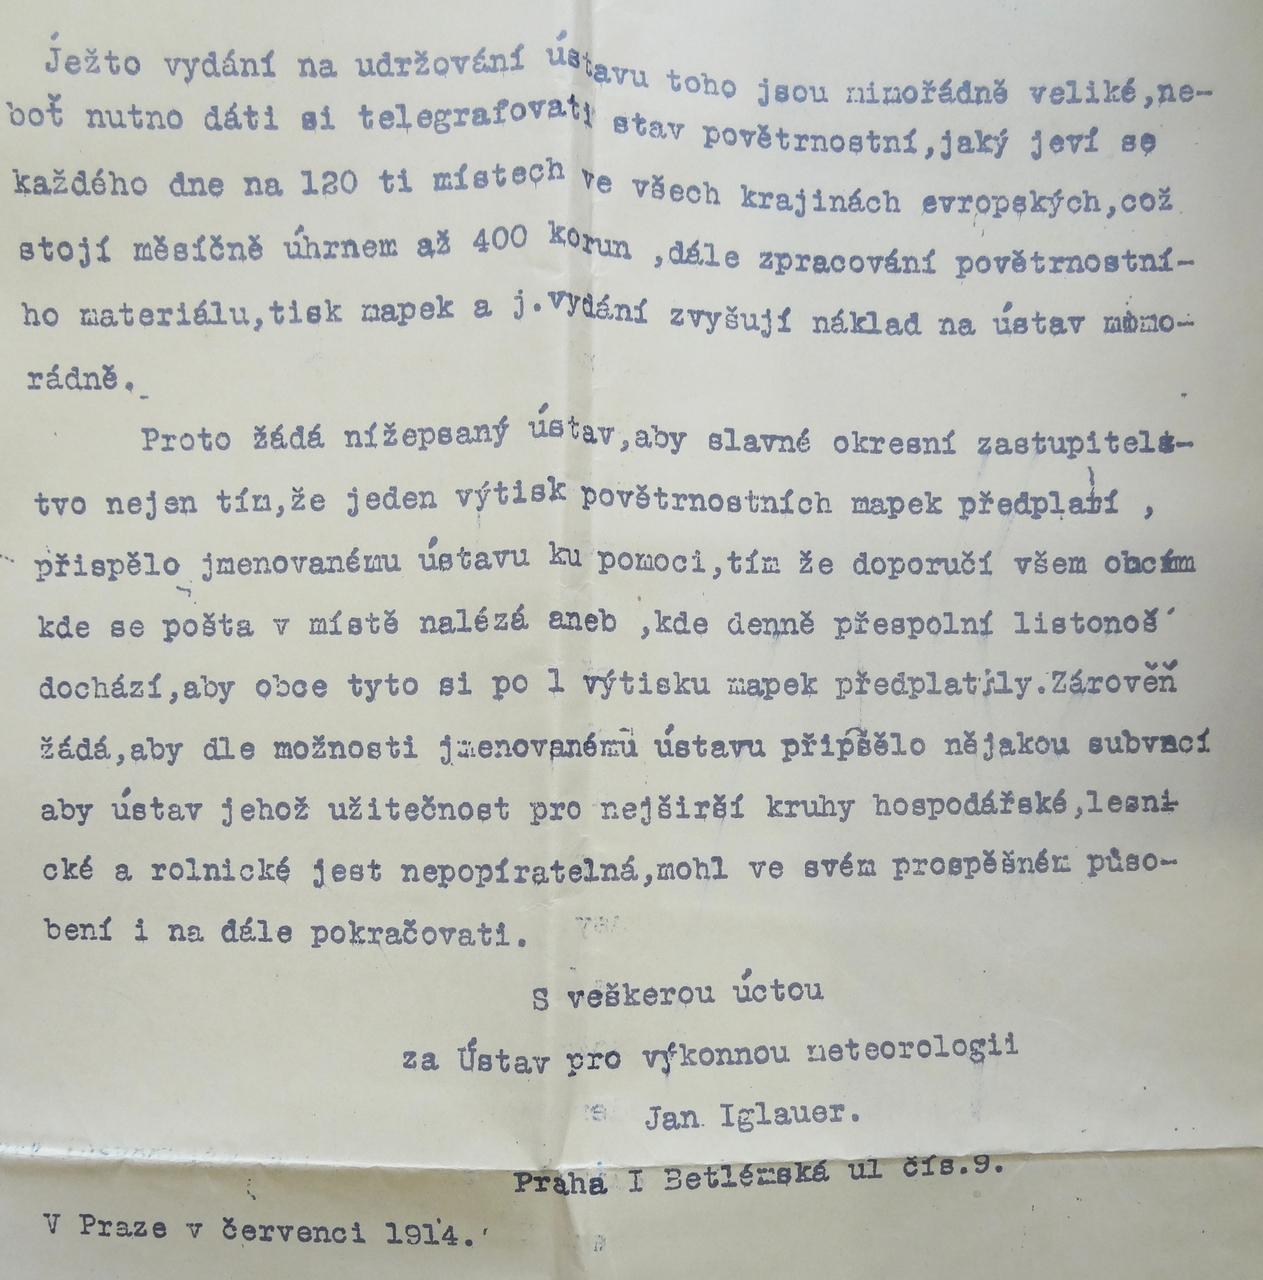 Ježto vydání na udržování ústavu toho jsou mimořádně veliké,ne-
boť nutno dáti si telegrafovati stav povětrnostní,jaký jeví se
každého dne na 120 ti místech ve všech krajinách evropských,což
stojí měsíčně úhrnem až 400 korun ,dále zpracování povětrnostní-
ho materiálu,tisk mapek a j.vydání zvyšují náklad na ústav mimo-
rádně.
Proto žádá nížepsaný ústav,aby slavné okresní zastupitels-
tvo nejen tím,že jeden výtisk povětrnostních mapek předplatí ,
přispělo jmenovanému ústavu ku pomoci,tím že doporučí všem obcím
kde se pošta v místě nalézá aneb ,kde denně přespolní listonoš
dochází,aby obce tyto si po 1 výtisku mapek předplatily.Zárověň
žádá,aby dle možnosti jmenovanému ústavu připšělo nějakou subvncí
aby ústav jehož užitečnost pro nejširší kruhy hospodářské,lesni-
cké a rolnické jest nepopíratelná,mohl ve svém prospěšném půso-
bení i na dále pokračovati.
S veškerou úctou
za Ústav pro výkonnou meteorologii
Jan Iglauer.
Praha I Betlémská ul čís.9.
V Praze v červenci 1914.